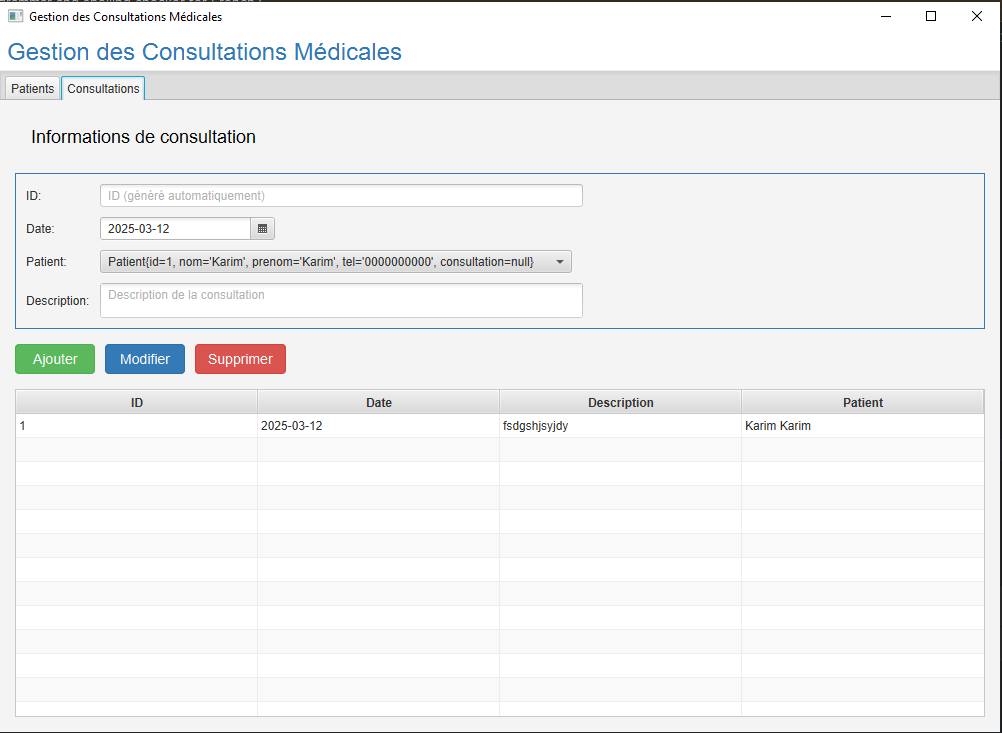 Gestion des Consultations Médicales
Gestion des Consultations Médicales
Patients Consultations
Informations de consultation
ID: ID (généré automatiquement)
Date: 2025-03-12
Patient: Patient{id=1, nom='Karim', prenom='Karim', tel='0000000000', consultation=null}
Description: Description de la consultation
Ajouter Modifier Supprimer
ID Date Description Patient
1 2025-03-12 fsdgshjsyjdy Karim Karim